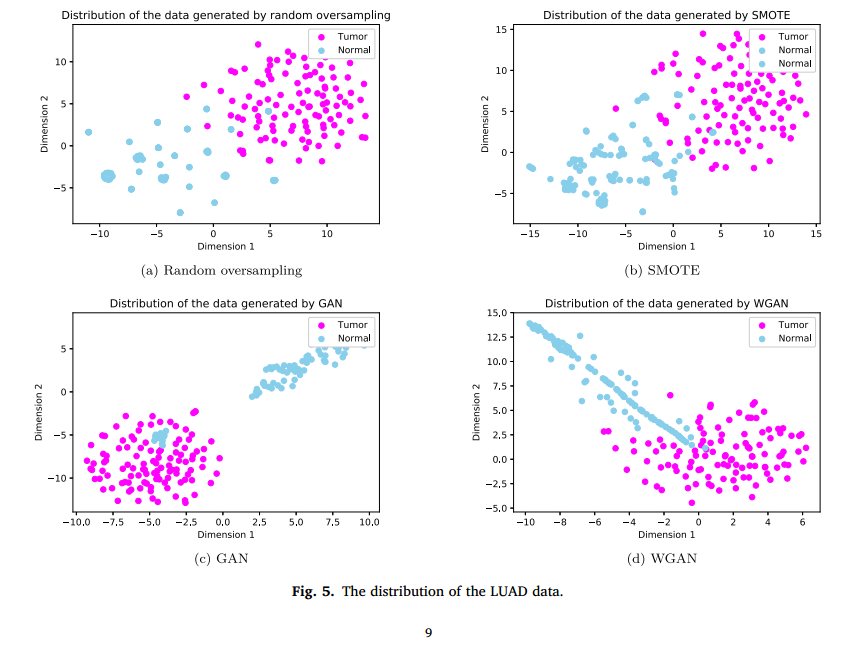 Distribution of the data generated by random oversampling
Tumor
Normal
10
5
0
−5
Dimension 2
−10
−5
0
5
10
Dimension 1
(a) Random oversampling
Distribution of the data generated by SMOTE
Tumor
Normal
Normal
15
10
5
0
−5
Dimension 2
−15
−10
−5
0
5
10
15
Dimension 1
(b) SMOTE
Distribution of the data generated by GAN
Tumor
Normal
5
0
−5
−10
Dimension 2
−10.0
−7.5
−5.0
−2.5
0.0
2.5
5.0
7.5
10.0
Dimension 1
(c) GAN
Distribution of the data generated by WGAN
Tumor
Normal
15.0
12.5
10.0
7.5
5.0
2.5
0.0
−2.5
−5.0
Dimension 2
−10
−8
−6
−4
−2
0
2
4
6
Dimension 1
(d) WGAN
Fig. 5. The distribution of the LUAD data.
9